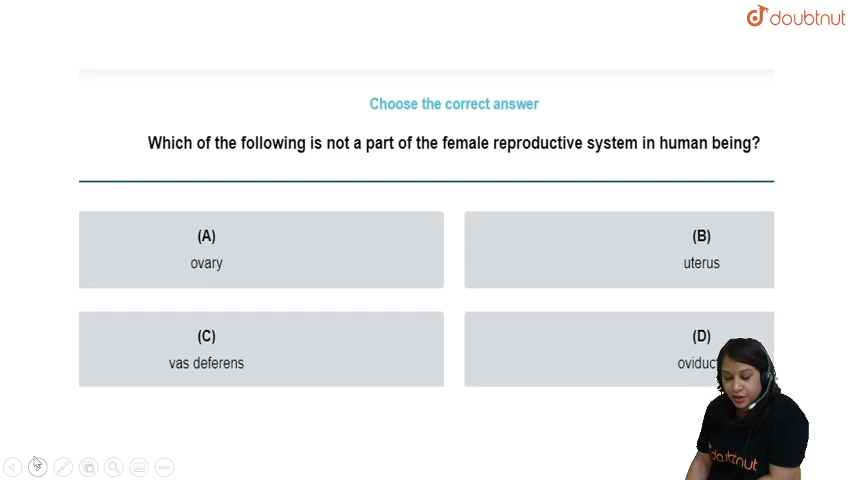 doubtnut
Choose the correct answer
Which of the following is not a part of the female reproductive system in human being?
(A)
ovary
(B)
uterus
(C)
vas deferens
(D)
doubtnut